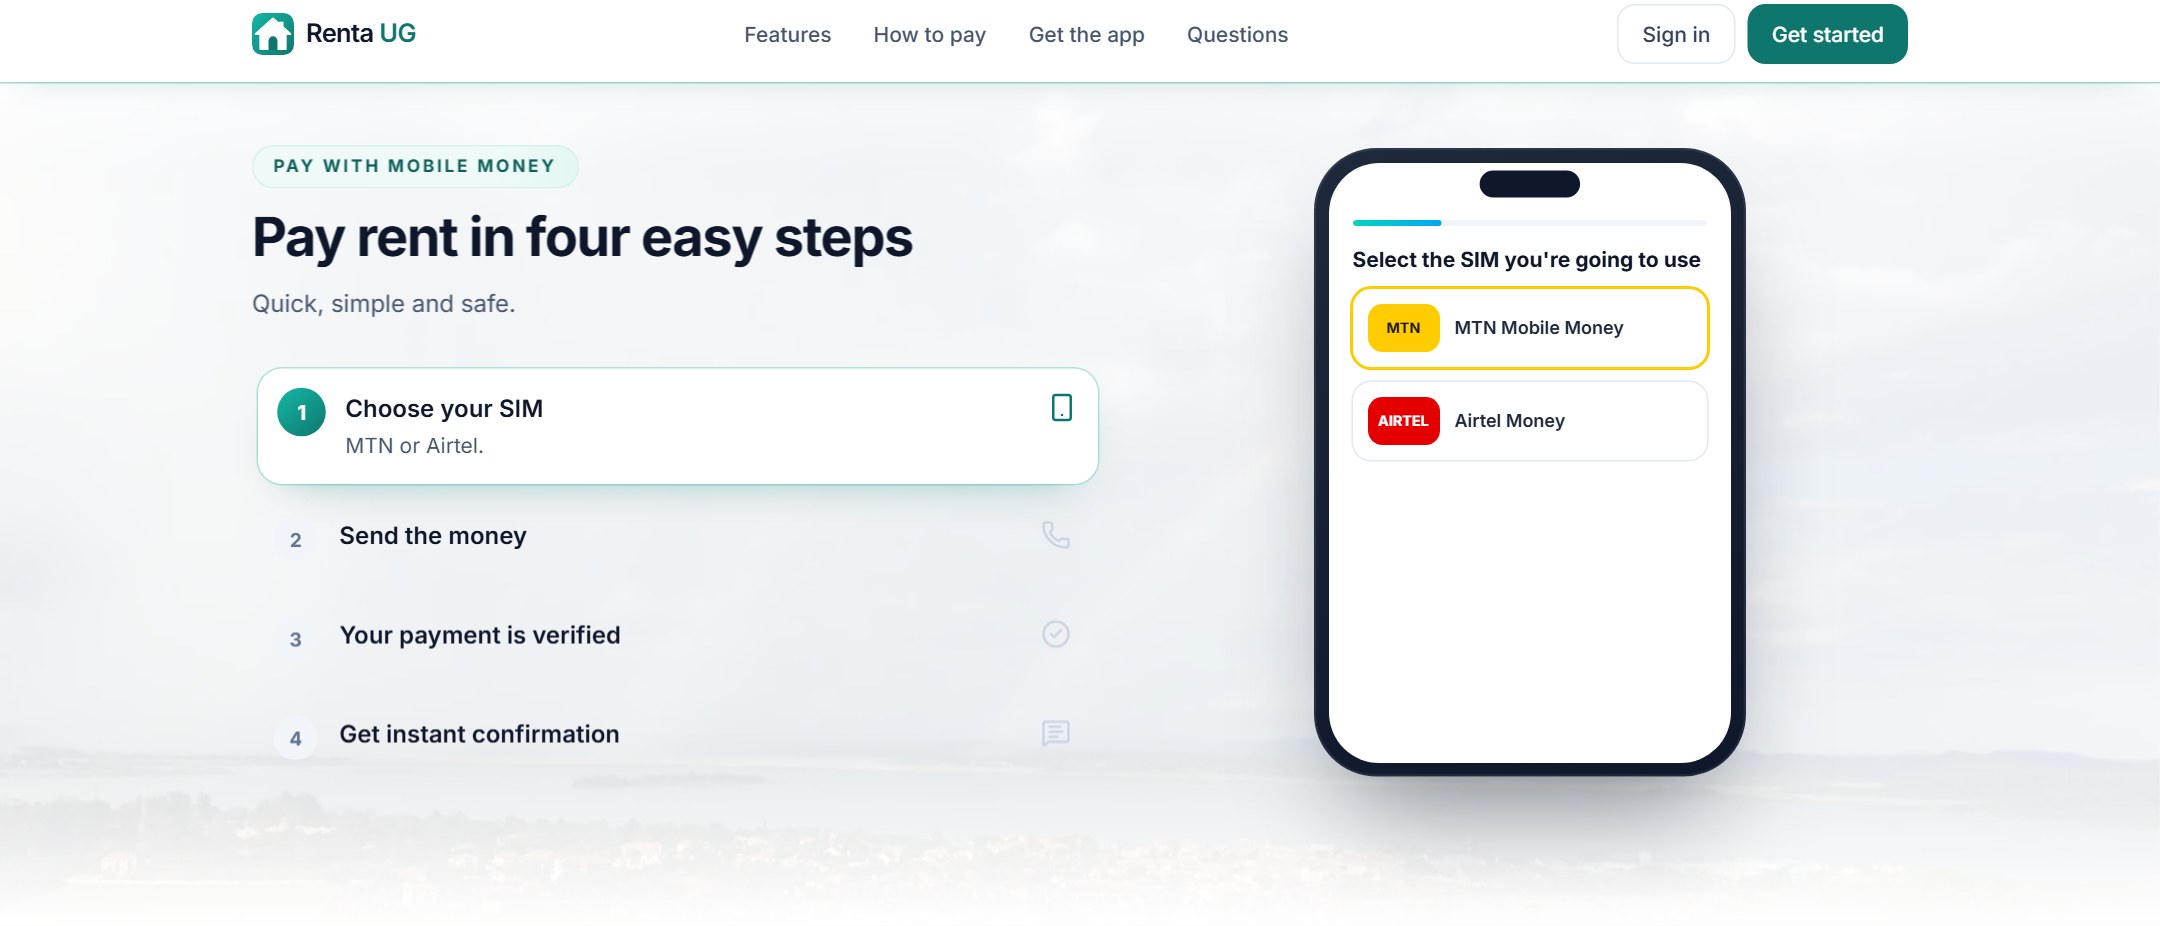 Renta UG
Features
How to pay
Get the app
Questions
Sign in
Get started
PAY WITH MOBILE MONEY
Pay rent in four easy steps
Quick, simple and safe.
1
Choose your SIM
MTN or Airtel.
2
Send the money
3
Your payment is verified
4
Get instant confirmation
Select the SIM you're going to use
MTN
MTN Mobile Money
AIRTEL
Airtel Money